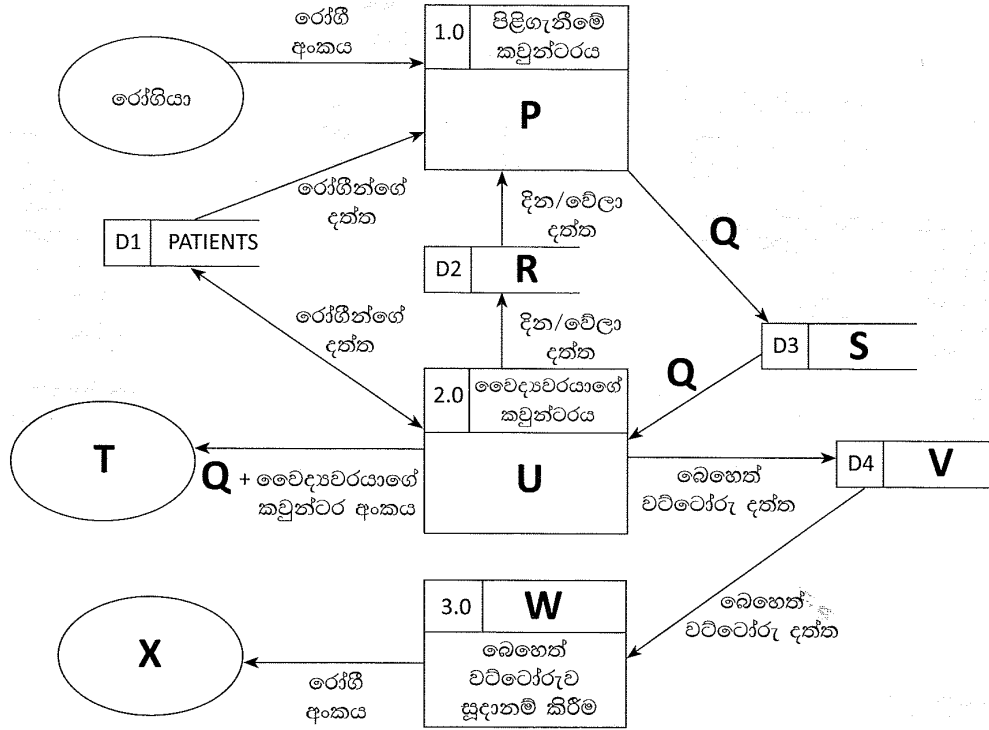 රෝගී
අංකය
1.0
පිළිගැනීමේ
කවුන්ටරය
රෝගියා
P
රෝගීන්ගේ
දත්ත
දින/වේලා
දත්ත
Q
D1
PATIENTS
D2
R
රෝගීන්ගේ
දත්ත
දින/වේලා
දත්ත
D3
S
Q
2.0
වෛද්‍යවරයාගේ
කවුන්ටරය
T
Q + වෛද්‍යවරයාගේ
කවුන්ටර අංකය
U
බෙහෙත්
වට්ටෝරු දත්ත
D4
V
3.0
W
බෙහෙත්
වට්ටෝරු දත්ත
X
රෝගී
අංකය
බෙහෙත්
වට්ටෝරුව
සූදානම් කිරීම